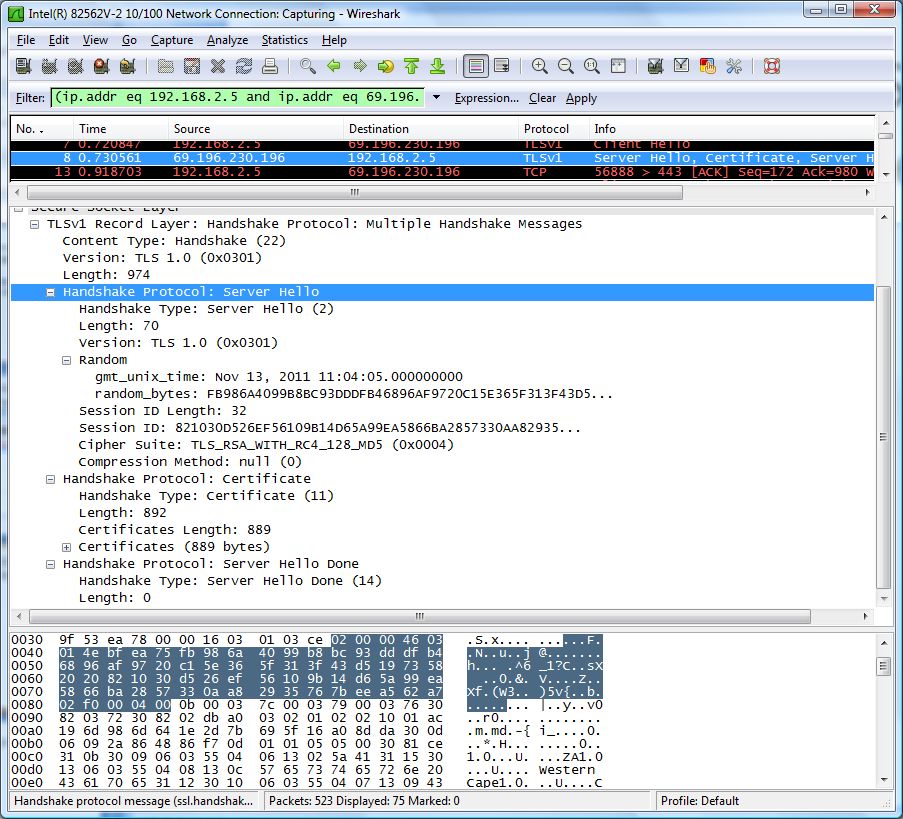 Intel(R) 82562V-2 10/100 Network Connection: Capturing - Wireshark
File Edit View Go Capture Analyze Statistics Help
Filter: (ip.addr eq 192.168.2.5 and ip.addr eq 69.196. Expression... Clear Apply
No. . Time Source Destination Protocol Info
7 0.720847 192.168.2.5 69.196.230.196 TLSv1 Client Hello
8 0.730561 69.196.230.196 192.168.2.5 TLSv1 Server Hello, Certificate, Server H
13 0.918703 192.168.2.5 69.196.230.196 TCP 56888 > 443 [ACK] Seq=172 Ack=980 W
Secure Socket Layer
TLSv1 Record Layer: Handshake Protocol: Multiple Handshake Messages
Content Type: Handshake (22)
Version: TLS 1.0 (0x0301)
Length: 974
Handshake Protocol: Server Hello
Handshake Type: Server Hello (2)
Length: 70
Version: TLS 1.0 (0x0301)
Random
gmt_unix_time: Nov 13, 2011 11:04:05.000000000
random_bytes: FB986A4099B8BC93DDDFB46896AF9720C15E365F313F43D5...
Session ID Length: 32
Session ID: 821030D526EF56109B14D65A99EA5866BA2857330AA82935...
Cipher Suite: TLS_RSA_WITH_RC4_128_MD5 (0x0004)
Compression Method: null (0)
Handshake Protocol: Certificate
Handshake Type: Certificate (11)
Length: 892
Certificates Length: 889
Certificates (889 bytes)
Handshake Protocol: Server Hello Done
Handshake Type: Server Hello Done (14)
Length: 0
0030 9f 53 ea 78 00 00 16 03 01 03 ce 02 00 00 46 03 .S.x.... ......F.
0040 01 4e bf ea 75 fb 98 6a 40 99 b8 bc 93 dd df b4 .N..u..j @.......
0050 68 96 af 97 20 c1 5e 36 5f 31 3f 43 d5 19 73 58 h... .^6 _1?C..sX
0060 20 20 82 10 30 d5 26 ef 56 10 9b 14 d6 5a 99 ea ..0.&. V....Z..
0070 58 66 ba 28 57 33 0a a8 29 35 76 7b ee a5 62 a7 Xf.(W3.. )5v{..b.
0080 02 f0 00 04 00 0b 00 03 7c 00 03 79 00 03 76 30 ........ |..y..v0
0090 82 03 72 30 82 02 db a0 03 02 01 02 02 10 01 ac ..r0.... ........
00a0 19 6d 98 6d 64 1e 2d 7b 69 5f 16 a0 8d da 30 0d .m.md.-{ i_....0.
00b0 06 09 2a 86 48 86 f7 0d 01 01 05 05 00 30 81 ce ..*.H... .....0..
00c0 31 0b 30 09 06 03 55 04 06 13 02 5a 41 31 15 30 1.0...U. ...ZA1.0
00d0 13 06 03 55 04 08 13 0c 57 65 73 74 65 72 6e 20 ...U.... Western
00e0 43 61 70 65 31 12 30 10 06 03 55 04 07 13 09 43 Cape1.0. ..U....C
Handshake protocol message (ssl.handshak... Packets: 523 Displayed: 75 Marked: 0 Profile: Default